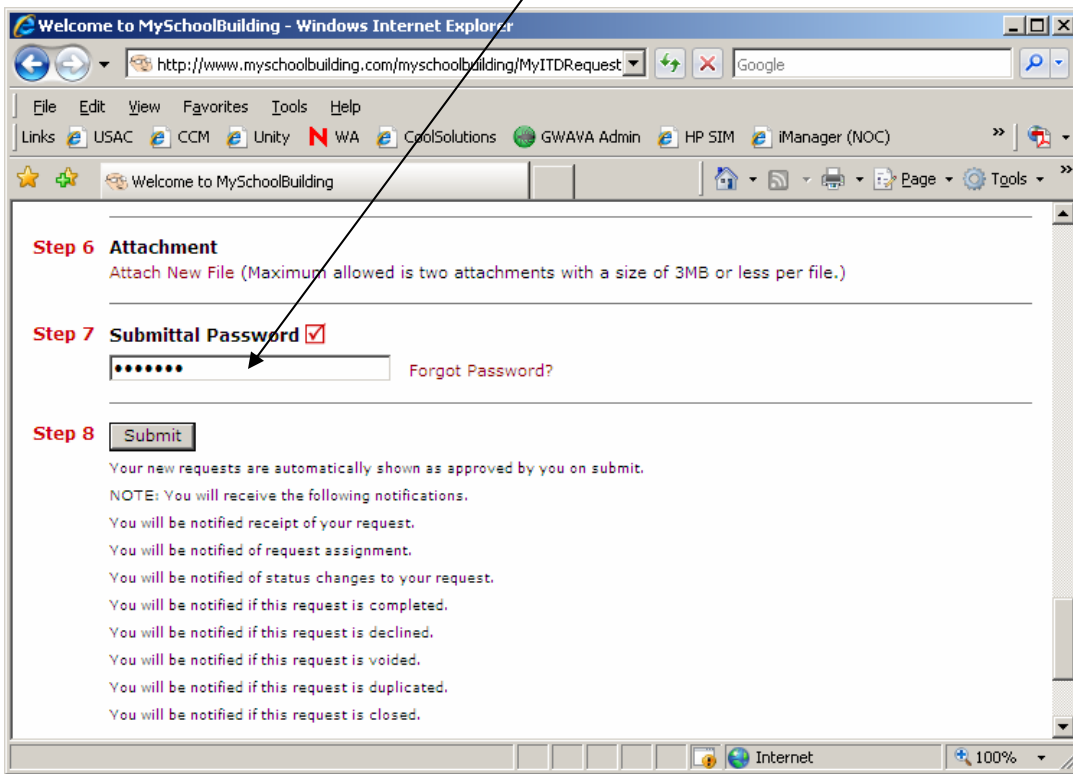 Welcome to MySchoolBuilding - Windows Internet Explorer
http://www.myschoolbuilding.com/myschoolbuilding/MyITDRequest
Google
File Edit View Favorites Tools Help
Links USAC CCM Unity WA CoolSolutions GWAVA Admin HP SIM iManager (NOC) »
Welcome to MySchoolBuilding Page Tools »
Step 6 Attachment
Attach New File (Maximum allowed is two attachments with a size of 3MB or less per file.)
Step 7 Submittal Password
••••••• Forgot Password?
Step 8 Submit
Your new requests are automatically shown as approved by you on submit.
NOTE: You will receive the following notifications.
You will be notified receipt of your request.
You will be notified of request assignment.
You will be notified of status changes to your request.
You will be notified if this request is completed.
You will be notified if this request is declined.
You will be notified if this request is voided.
You will be notified if this request is duplicated.
You will be notified if this request is closed.
Internet 100%